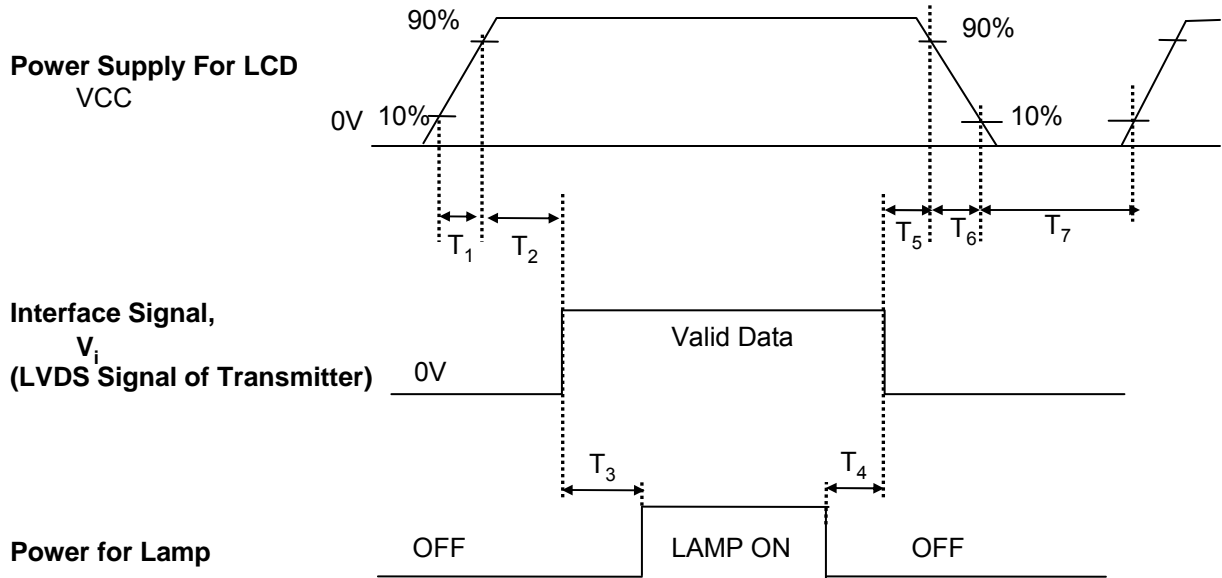 90%
90%
Power Supply For LCD
VCC
0V
10%
10%
T1
T2
T5
T6
T7
Interface Signal,
Vi
(LVDS Signal of Transmitter)
0V
Valid Data
T3
T4
Power for Lamp
OFF
LAMP ON
OFF